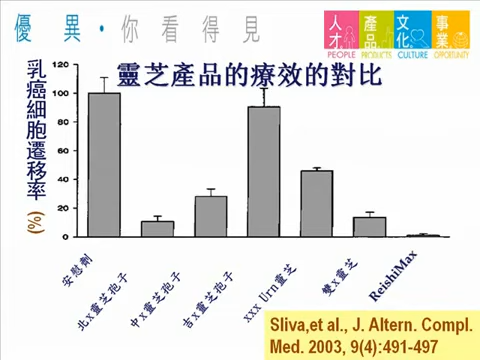 優異•你看得見
人才 產品 文化 事業
PEOPLE PRODUCTS CULTURE OPPORTUNITY
靈芝產品的療效的對比
乳癌細胞遷移率(%)
120
100
80
60
40
20
0
安慰劑
北x靈芝孢子
中x靈芝孢子
吉x靈芝孢子
xxx Urn靈芝
雙x靈芝
ReishiMax
Sliva,et al., J. Altern. Compl.
Med. 2003, 9(4):491-497